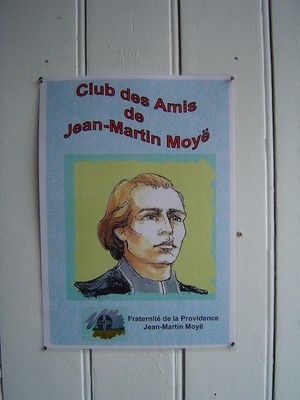 Club des Amis
de
Jean-Martin Moyë
Fraternité de la Providence
Jean-Martin Moyë